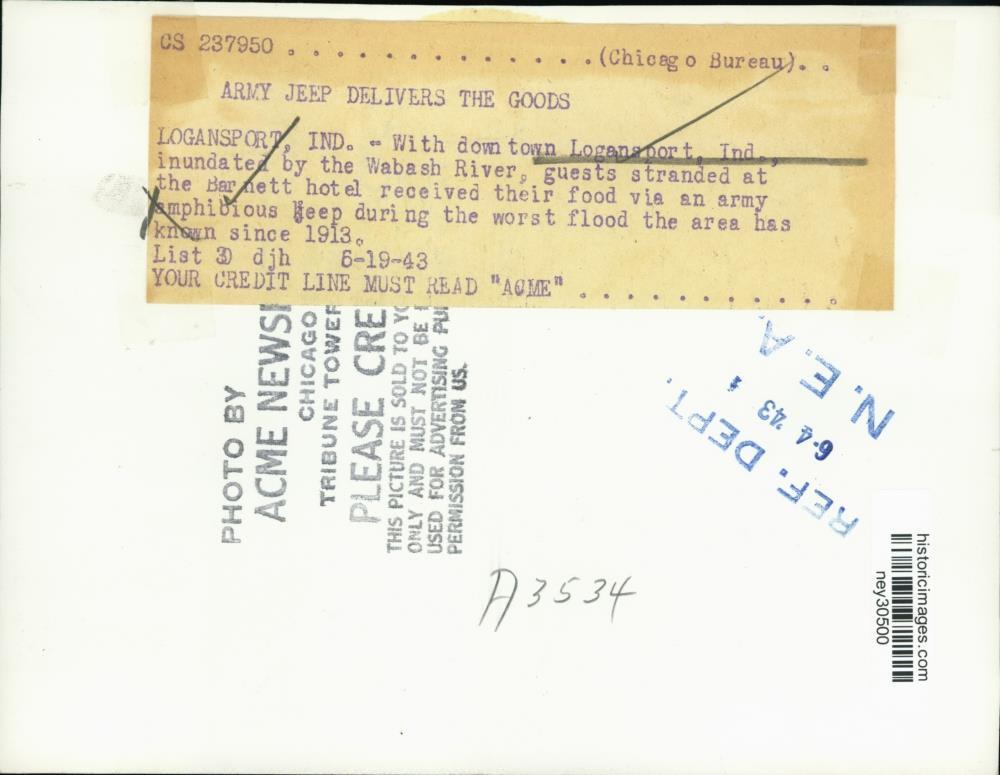 CS 237950 . . . . . . . . . . . . . (Chicago Bureau). .
ARMY JEEP DELIVERS THE GOODS
LOGANSPORT, IND. - With downtown Logansport, Ind.,
inundated by the Wabash River, guests stranded at
the Barnett hotel received their food via an army
amphibious jeep during the worst flood the area has
known since 1913.
List 3D djh 6-19-43
YOUR CREDIT LINE MUST READ "ACME" . . . . . . . . . . .
PHOTO BY
ACME NEWS
CHICAGO
TRIBUNE TOWER
PLEASE CRE
THIS PICTURE IS SOLD TO YO
ONLY AND MUST NOT BE
USED FOR ADVERTISING PU
PERMISSION FROM US.
REF. DEPT.
6-4 '43
N. E. A.
A3534
historicimages.com
ney30500